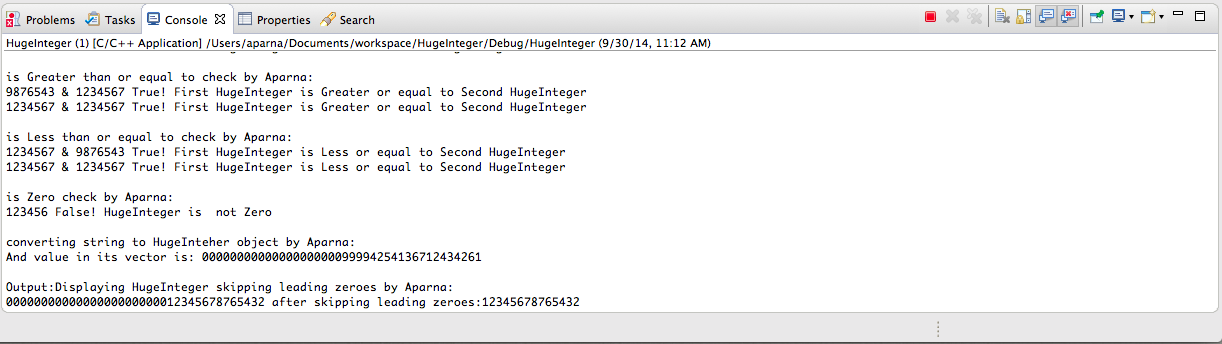 Problems Tasks Console Properties Search
HugeInteger (1) [C/C++ Application] /Users/aparna/Documents/workspace/HugeInteger/Debug/HugeInteger (9/30/14, 11:12 AM)
is Greater than or equal to check by Aparna:
9876543 & 1234567 True! First HugeInteger is Greater or equal to Second HugeInteger
1234567 & 1234567 True! First HugeInteger is Greater or equal to Second HugeInteger
is Less than or equal to check by Aparna:
1234567 & 9876543 True! First HugeInteger is Less or equal to Second HugeInteger
1234567 & 1234567 True! First HugeInteger is Less or equal to Second HugeInteger
is Zero check by Aparna:
123456 False! HugeInteger is  not Zero
converting string to HugeInteher object by Aparna:
And value in its vector is: 0000000000000000000099994254136712434261
Output:Displaying HugeInteger skipping leading zeroes by Aparna:
0000000000000000000000012345678765432 after skipping leading zeroes:12345678765432